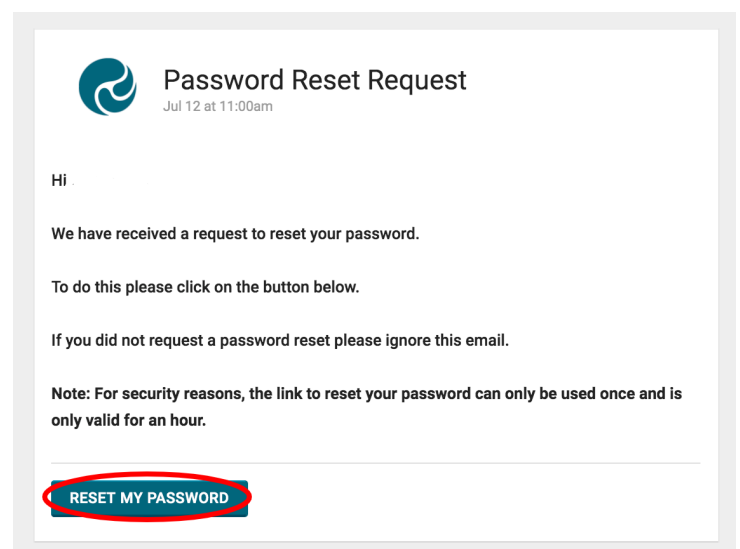 Password Reset Request
Jul 12 at 11:00am
Hi
We have received a request to reset your password.
To do this please click on the button below.
If you did not request a password reset please ignore this email.
Note: For security reasons, the link to reset your password can only be used once and is
only valid for an hour.
RESET MY PASSWORD